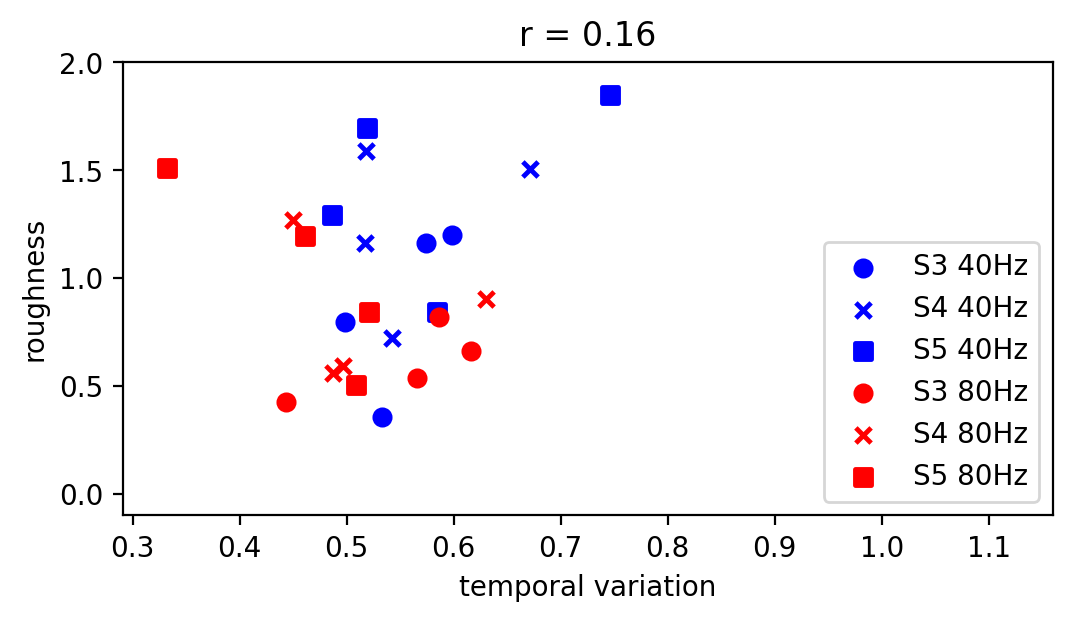 r = 0.16
2.0
1.5
1.0
0.5
0.0
roughness
S3 40Hz
S4 40Hz
S5 40Hz
S3 80Hz
S4 80Hz
S5 80Hz
0.3 0.4 0.5 0.6 0.7 0.8 0.9 1.0 1.1
temporal variation